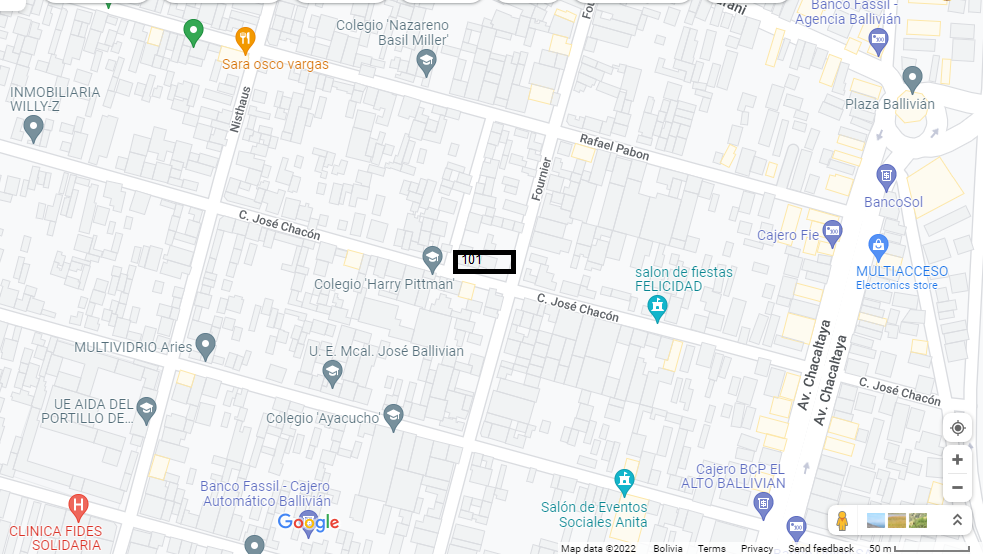 Banco Fassil -
Agencia Ballivián
Colegio 'Nazareno
Basil Miller'
Sara osco vargas
INMOBILIARIA
WILLY-Z
Nisthaus
Plaza Ballivián
Rafael Pabon
Fournier
BancoSol
C. José Chacón
Cajero Fie
101
Colegio 'Harry Pittman'
salon de fiestas
FELICIDAD
MULTIACCESO
Electronics store
C. José Chacón
MULTIVIDRIO Aries
U. E. Mcal. José Ballivian
Av. Chacaltaya
Av. Chacaltaya
C. José Chacón
UE AIDA DEL
PORTILLO DE...
Colegio 'Ayacucho'
Cajero BCP EL
ALTO BALLIVIAN
Banco Fassil - Cajero
Automático Ballivián
Salón de Eventos
Sociales Anita
Google
CLINICA FIDES
SOLIDARIA
Map data ©2022 Bolivia Terms Privacy Send feedback 50 m